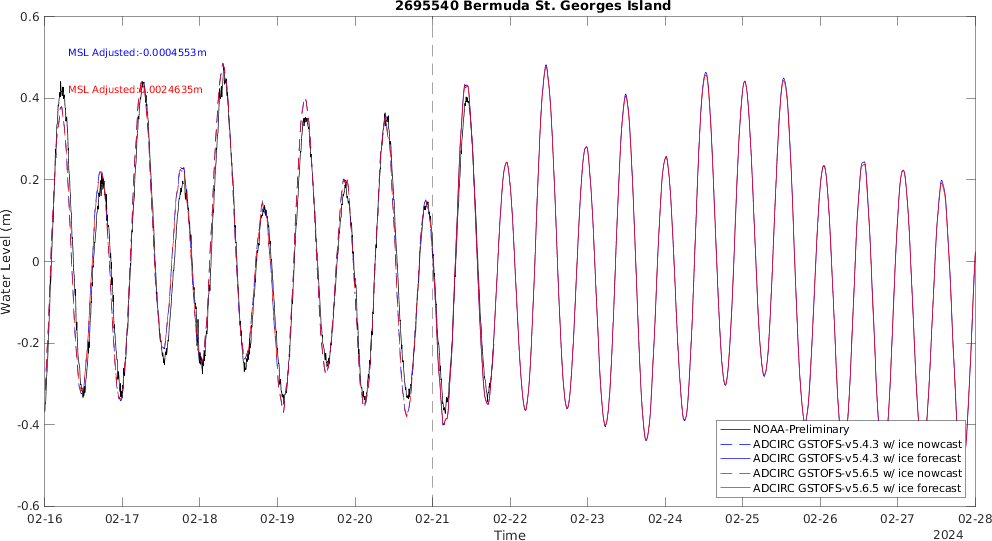 2695540 Bermuda St. Georges Island
0.6
MSL Adjusted:-0.0004553m
MSL Adjusted:0.0024635m
0.4
0.2
0
-0.2
-0.4
-0.6
Water Level (m)
NOAA-Preliminary
ADCIRC GSTOFS-v5.4.3 w/ ice nowcast
ADCIRC GSTOFS-v5.4.3 w/ ice forecast
ADCIRC GSTOFS-v5.6.5 w/ ice nowcast
ADCIRC GSTOFS-v5.6.5 w/ ice forecast
02-16 02-17 02-18 02-19 02-20 02-21 02-22 02-23 02-24 02-25 02-26 02-27 02-28
Time
2024